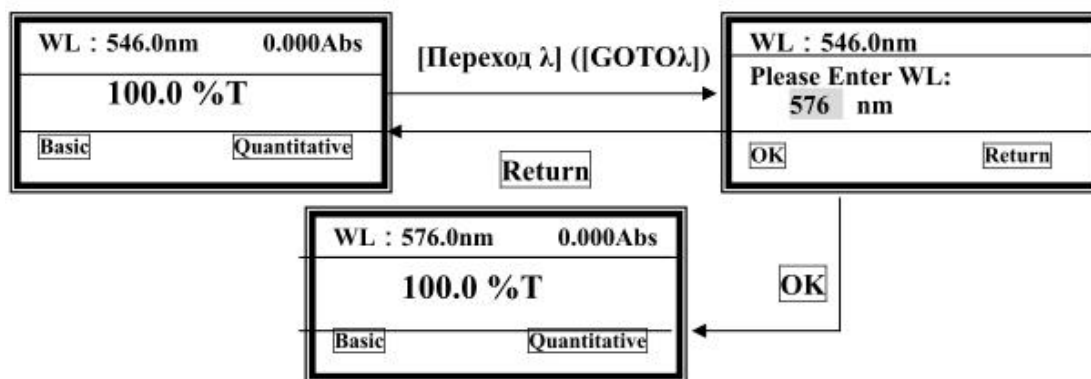 WL : 546.0nm 0.000Abs
100.0 %T
Basic Quantitative
[Переход λ] ([GOTOλ])
Return
WL : 546.0nm
Please Enter WL:
576 nm
OK Return
OK
WL : 576.0nm 0.000Abs
100.0 %T
Basic Quantitative